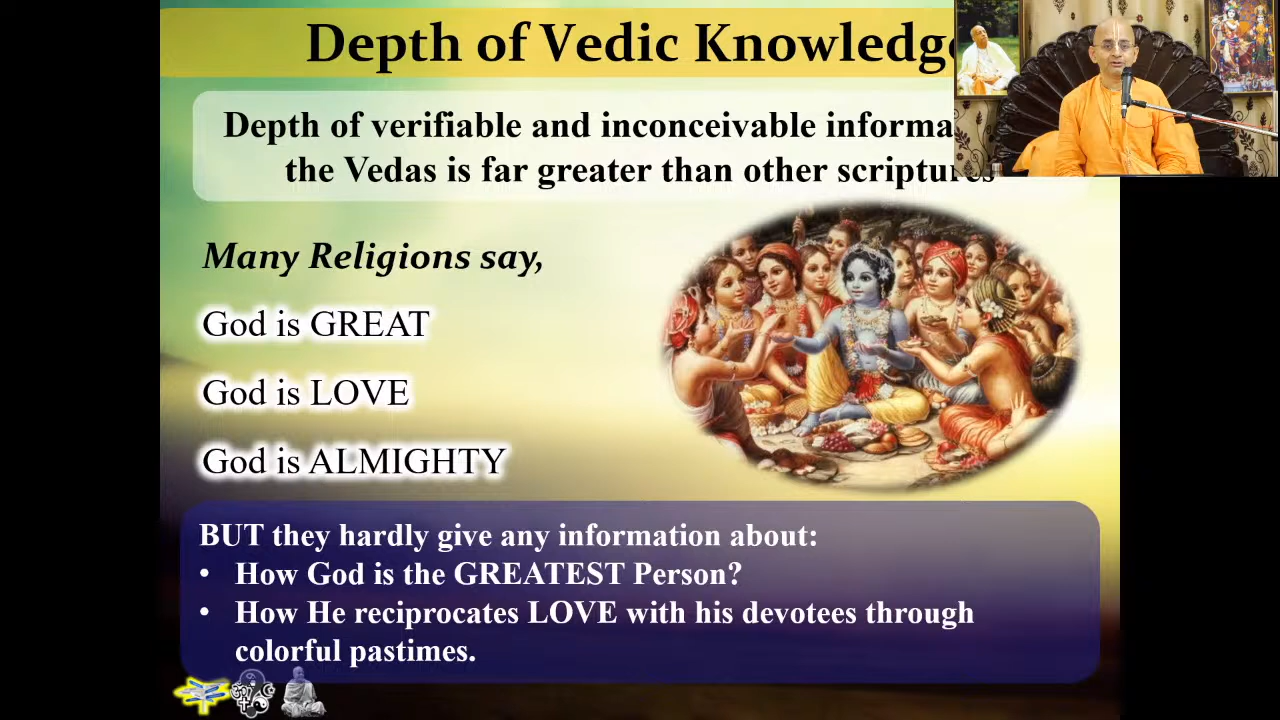 Depth of Vedic Knowledge
Depth of verifiable and inconceivable informa
the Vedas is far greater than other scriptures
Many Religions say,
God is GREAT
God is LOVE
God is ALMIGHTY
BUT they hardly give any information about:
• How God is the GREATEST Person?
• How He reciprocates LOVE with his devotees through
colorful pastimes.